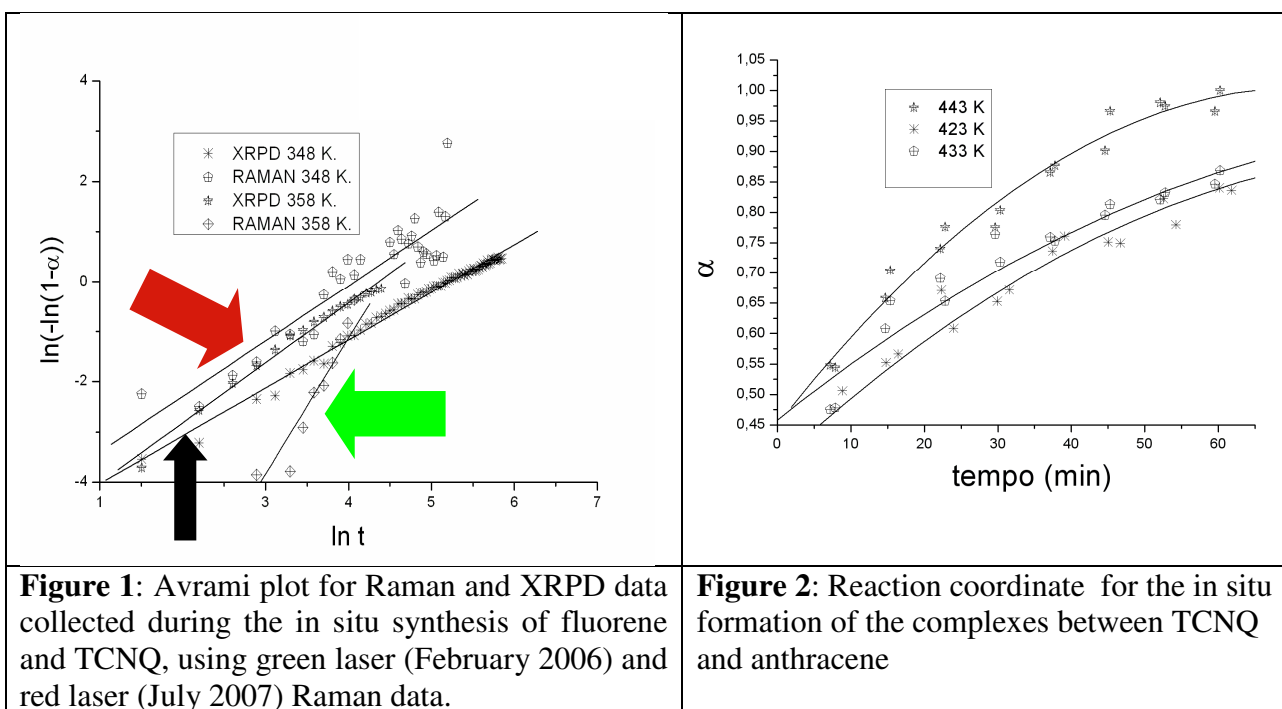 4
2
0
-2
-4
ln(-ln(1-α))
XRPD 348 K.
RAMAN 348 K.
XRPD 358 K.
RAMAN 358 K.
1
3
4
5
6
7
ln t
Figure 1: Avrami plot for Raman and XRPD data
collected during the in situ synthesis of fluorene
and TCNQ, using green laser (February 2006) and
red laser (July 2007) Raman data.
1,05
1,00
0,95
0,90
0,85
0,80
0,75
0,70
0,65
0,60
0,55
0,50
0,45
α
443 K
423 K
433 K
0
10
20
30
40
50
60
tempo (min)
Figure 2: Reaction coordinate for the in situ
formation of the complexes between TCNQ
and anthracene